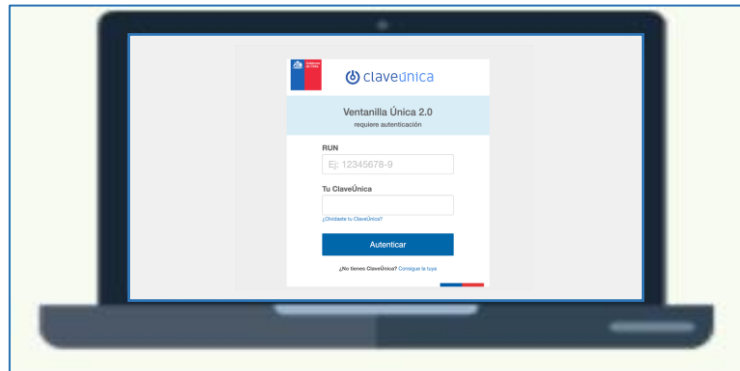 claveúnica
Ventanilla Única 2.0
requiere autenticación
RUN
Ej: 12345678-9
Tu ClaveÚnica
¿Olvidaste tu ClaveÚnica?
Autenticar
¿No tienes ClaveÚnica? Consigue la tuya